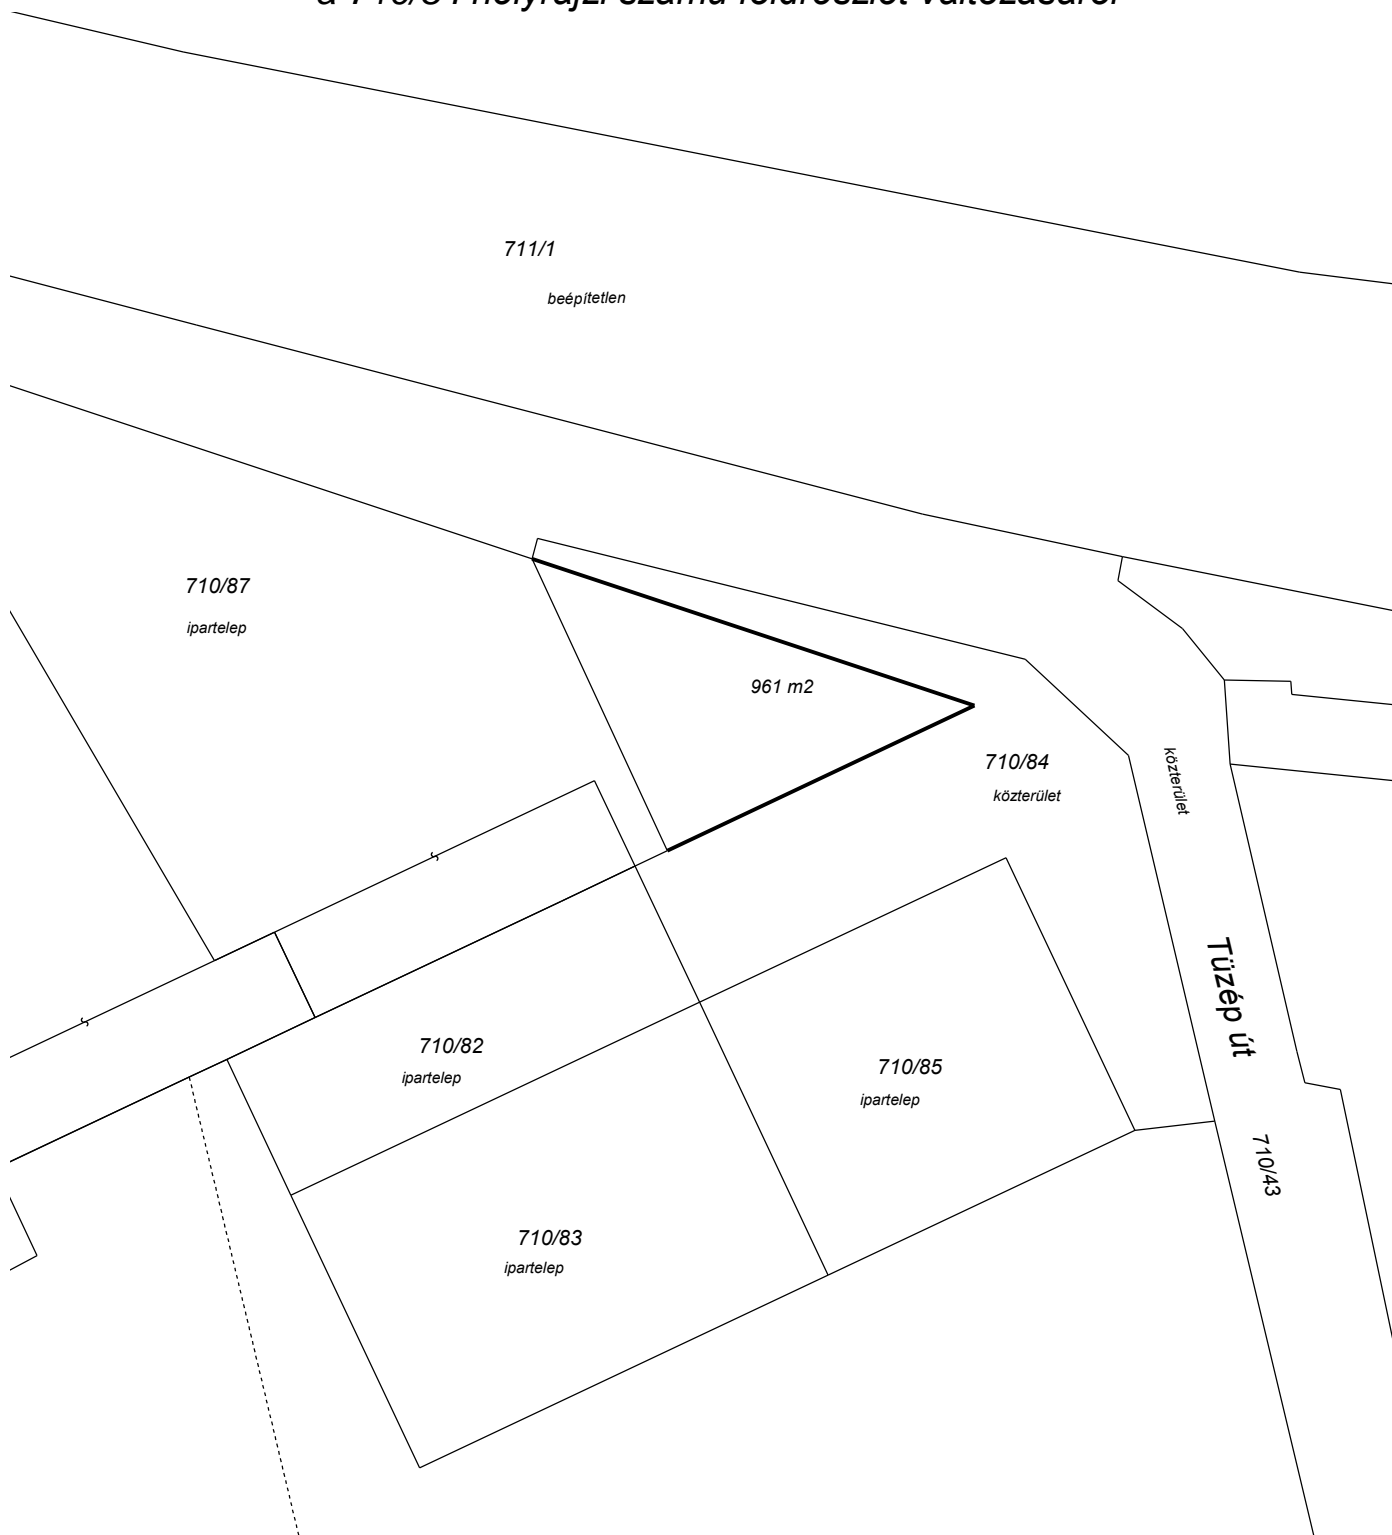 711/1
beépítetlen
710/87
ipartelep
961 m2
710/84
közterület
közterület
Tüzép út
710/82
ipartelep
710/85
ipartelep
710/43
710/83
ipartelep